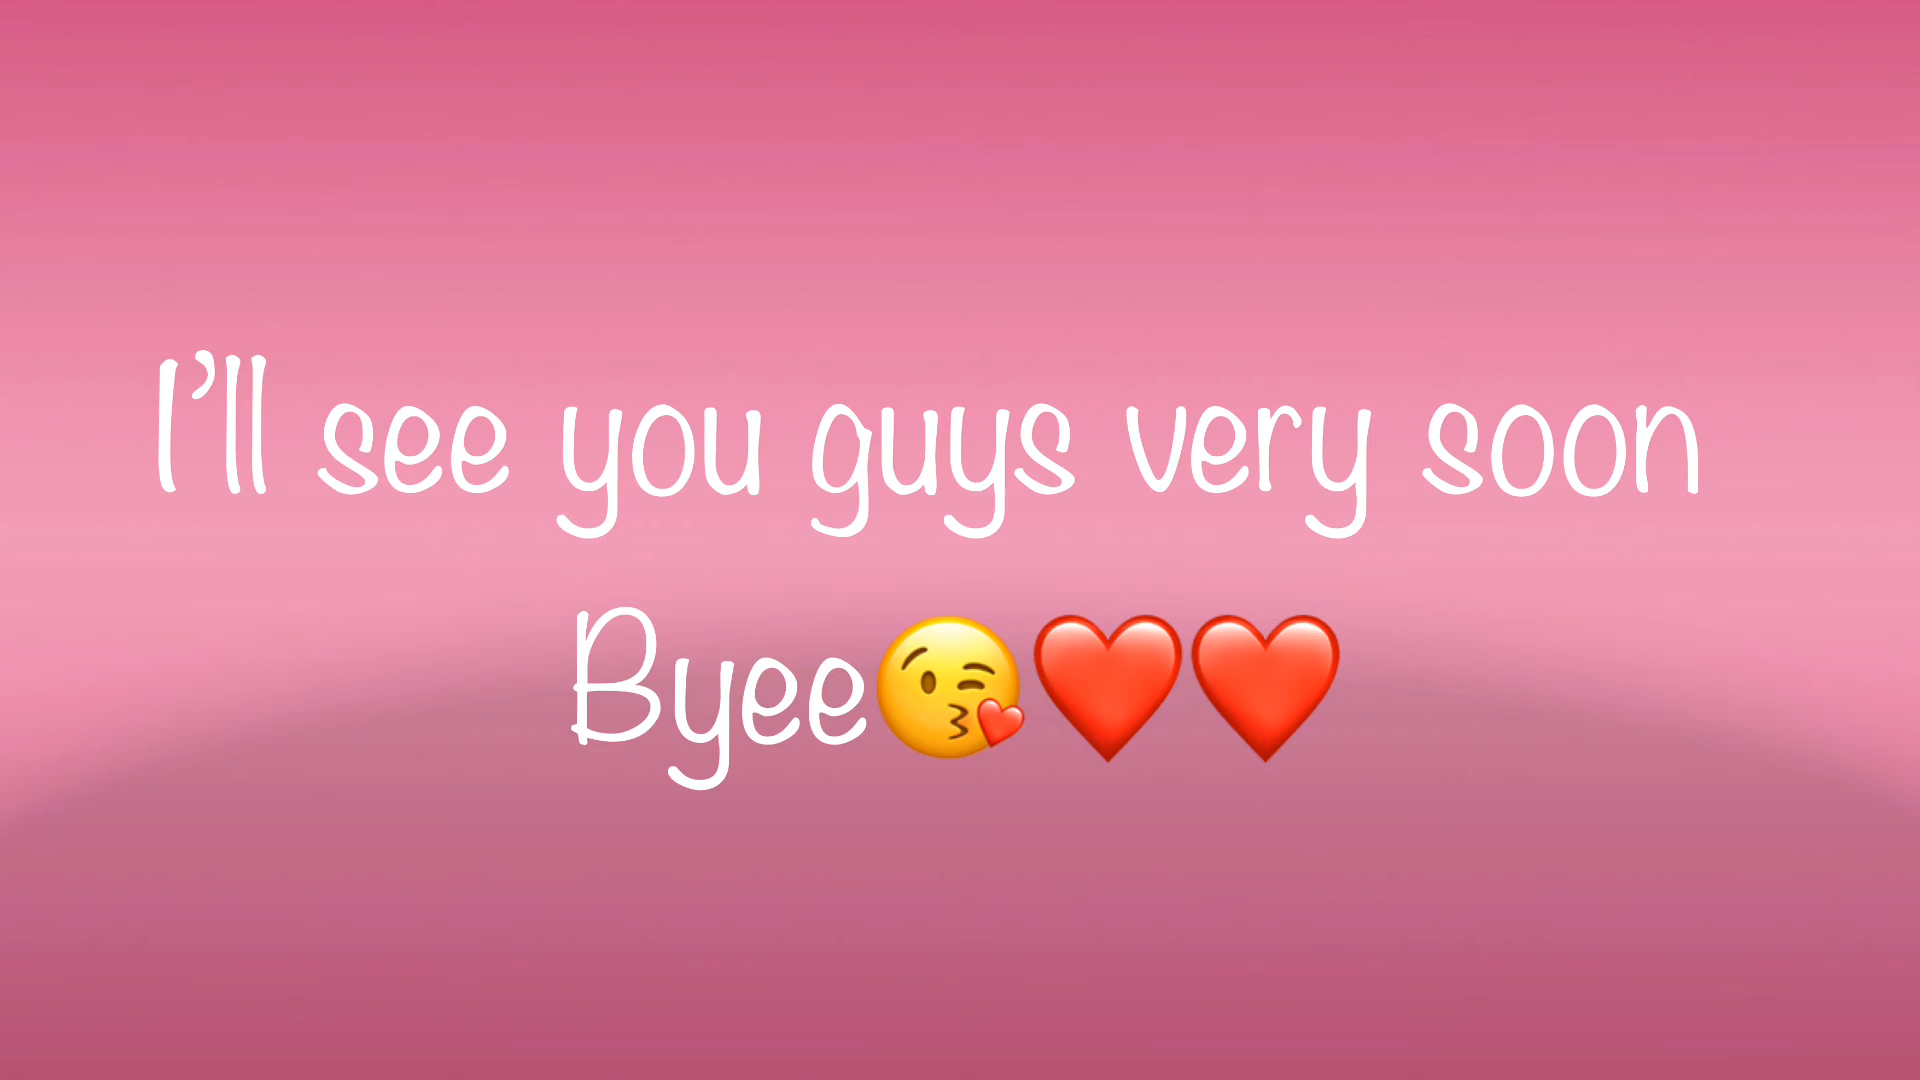 I’ll see you guys very soon
Byee😘❤️❤️